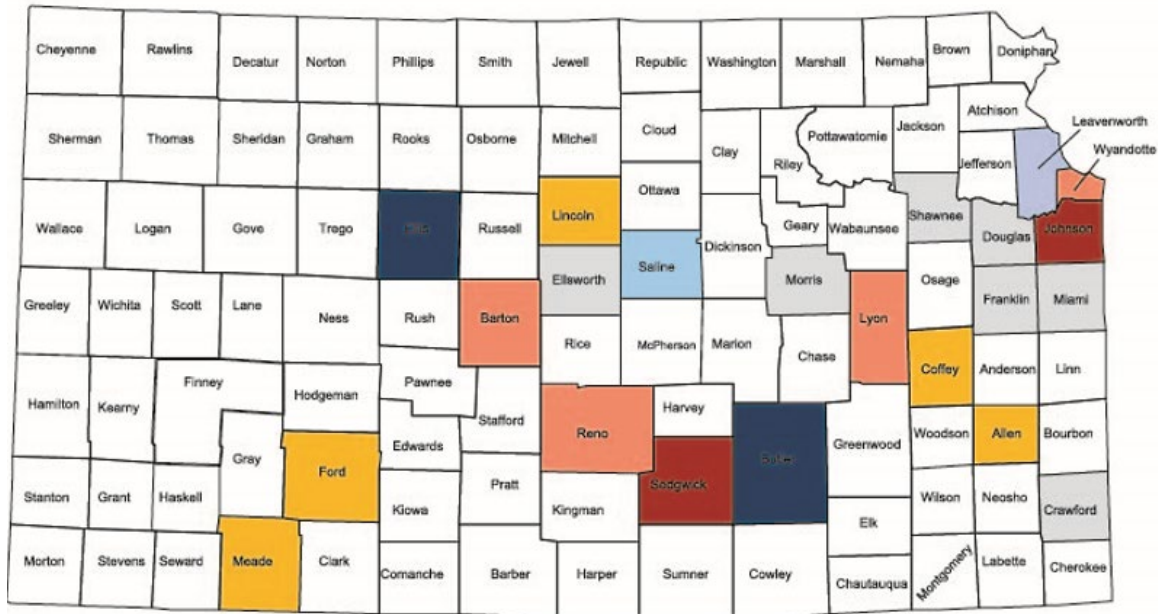 Cheyenne
Rawlins
Decatur
Norton
Phillips
Smith
Jewell
Republic
Washington
Marshall
Nemaha
Brown
Doniphan
Sherman
Thomas
Sheridan
Graham
Rooks
Osborne
Mitchell
Cloud
Clay
Riley
Pottawatomie
Jackson
Atchison
Jefferson
Leavenworth
Wyandotte
Wallace
Logan
Gove
Trego
Ellis
Russell
Lincoln
Ottawa
Saline
Dickinson
Geary
Wabaunsee
Shawnee
Douglas
Johnson
Greeley
Wichita
Scott
Lane
Ness
Rush
Barton
Ellsworth
Rice
McPherson
Marion
Morris
Chase
Lyon
Osage
Franklin
Miami
Hamilton
Kearny
Finney
Hodgeman
Pawnee
Stafford
Reno
Harvey
Butler
Greenwood
Coffey
Anderson
Linn
Gray
Ford
Edwards
Sedgwick
Woodson
Allen
Bourbon
Stanton
Grant
Haskell
Kiowa
Pratt
Kingman
Elk
Wilson
Neosho
Crawford
Morton
Stevens
Seward
Meade
Clark
Comanche
Barber
Harper
Sumner
Cowley
Chautauqua
Montgomery
Labette
Cherokee